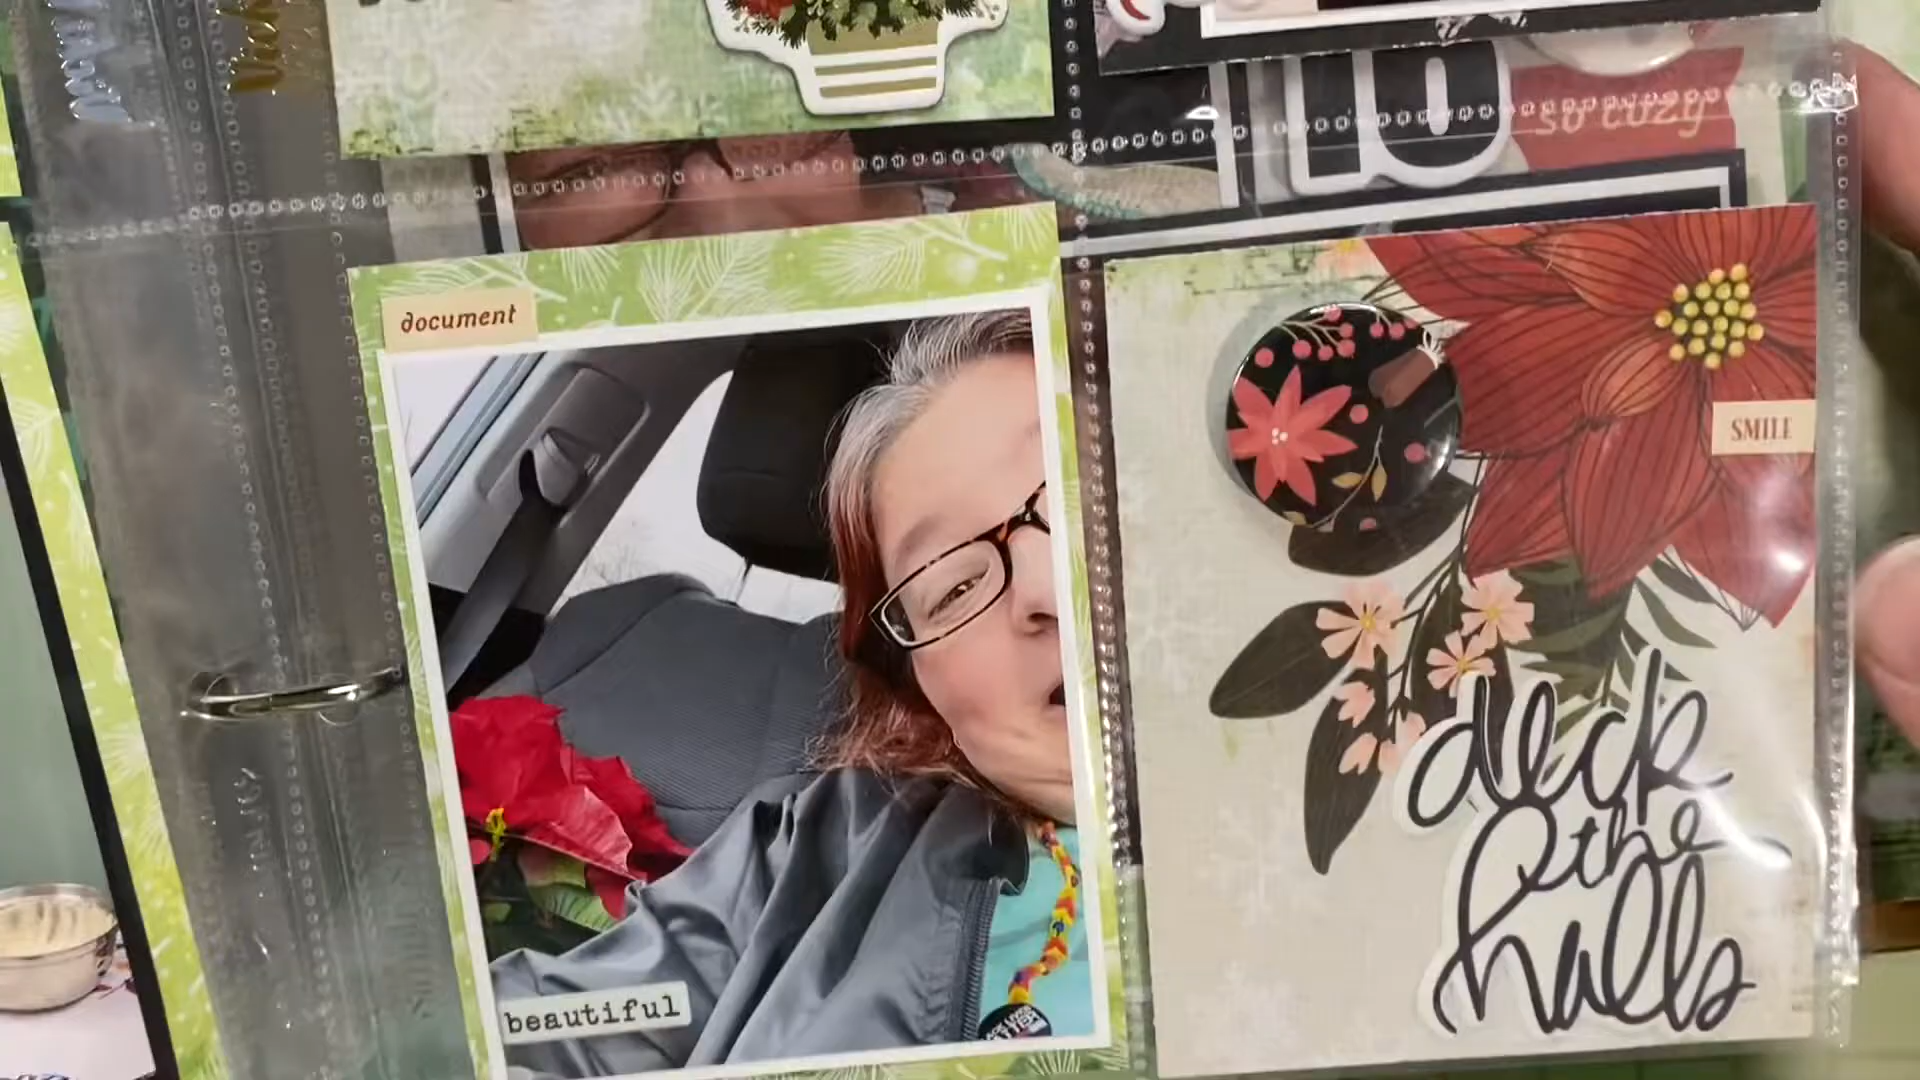 so cozy
document
SMILE
deck
the
halls
beautiful